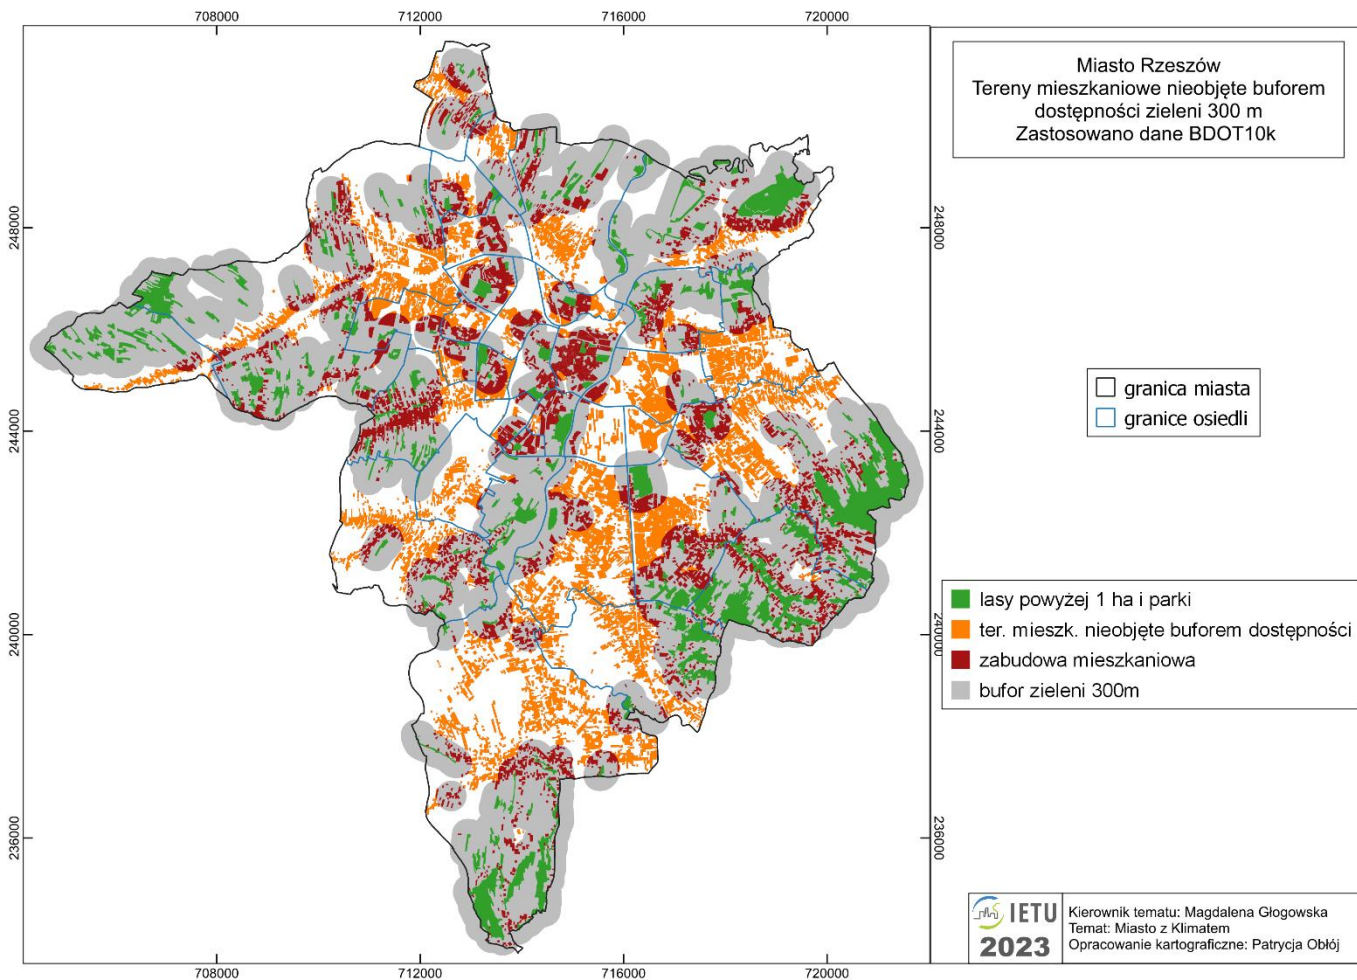 708000
712000
716000
720000
Miasto Rzeszów
Tereny mieszkaniowe nieobjęte buforem
dostępności zieleni 300 m
Zastosowano dane BDOT10k
248000
248000
granica miasta
granice osiedli
244000
244000
lasy powyżej 1 ha i parki
ter. mieszk. nieobjęte buforem dostępności
zabudowa mieszkaniowa
bufor zieleni 300m
240000
240000
236000
236000
IETU
2023
Kierownik tematu: Magdalena Głogowska
Temat: Miasto z Klimatem
Opracowanie kartograficzne: Patrycja Obłój
708000
712000
716000
720000